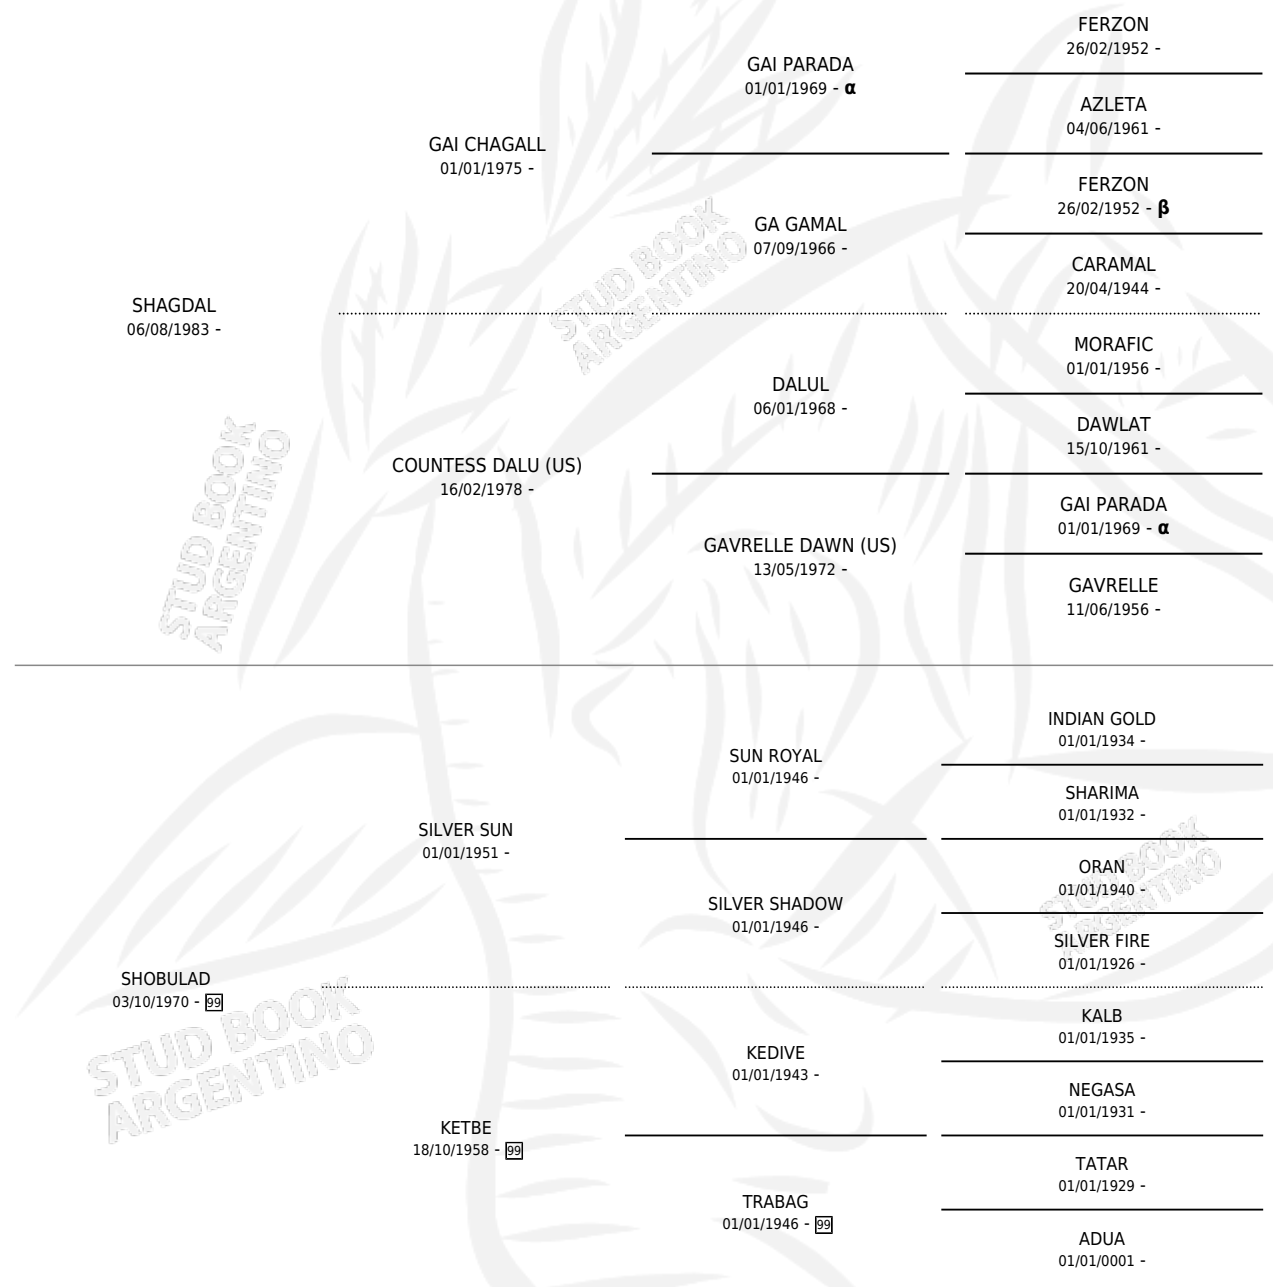 FERZON
26/02/1952 -
GAI PARADA
01/01/1969 - α
AZLETA
04/06/1961 -
GAI CHAGALL
01/01/1975 -
FERZON
26/02/1952 - β
GA GAMAL
07/09/1966 -
CARAMAL
20/04/1944 -
SHAGDAL
06/08/1983 -
MORAFIC
01/01/1956 -
DALUL
06/01/1968 -
DAWLAT
15/10/1961 -
COUNTESS DALU (US)
16/02/1978 -
GAI PARADA
01/01/1969 - α
GAVRELLE DAWN (US)
13/05/1972 -
GAVRELLE
11/06/1956 -
INDIAN GOLD
01/01/1934 -
SUN ROYAL
01/01/1946 -
SHARIMA
01/01/1932 -
SILVER SUN
01/01/1951 -
ORAN
01/01/1940 -
SILVER SHADOW
01/01/1946 -
SILVER FIRE
01/01/1926 -
SHOBULAD
03/10/1970 - 99
KALB
01/01/1935 -
KEDIVE
01/01/1943 -
NEGASA
01/01/1931 -
KETBE
18/10/1958 - 99
TATAR
01/01/1929 -
TRABAG
01/01/1946 - 99
ADUA
01/01/0001 -
STUD BOOK
ARGENTINO
STUD BOOK
ARGENTINO
STUD BOOK
ARGENTINO
STUD BOOK
ARGENTINO